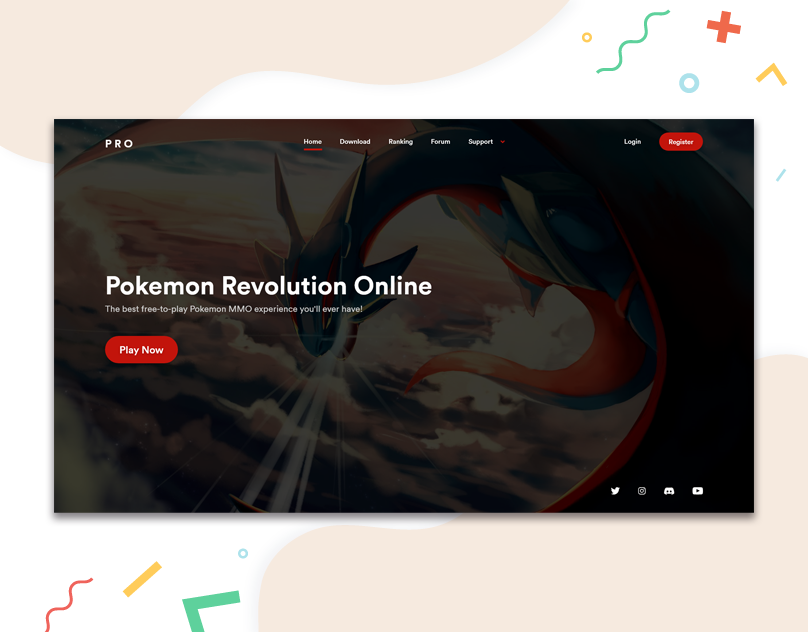 PRO
Home Download Ranking Forum Support
Login
Register
Pokemon Revolution Online
The best free-to-play Pokemon MMO experience you'll ever have!
Play Now